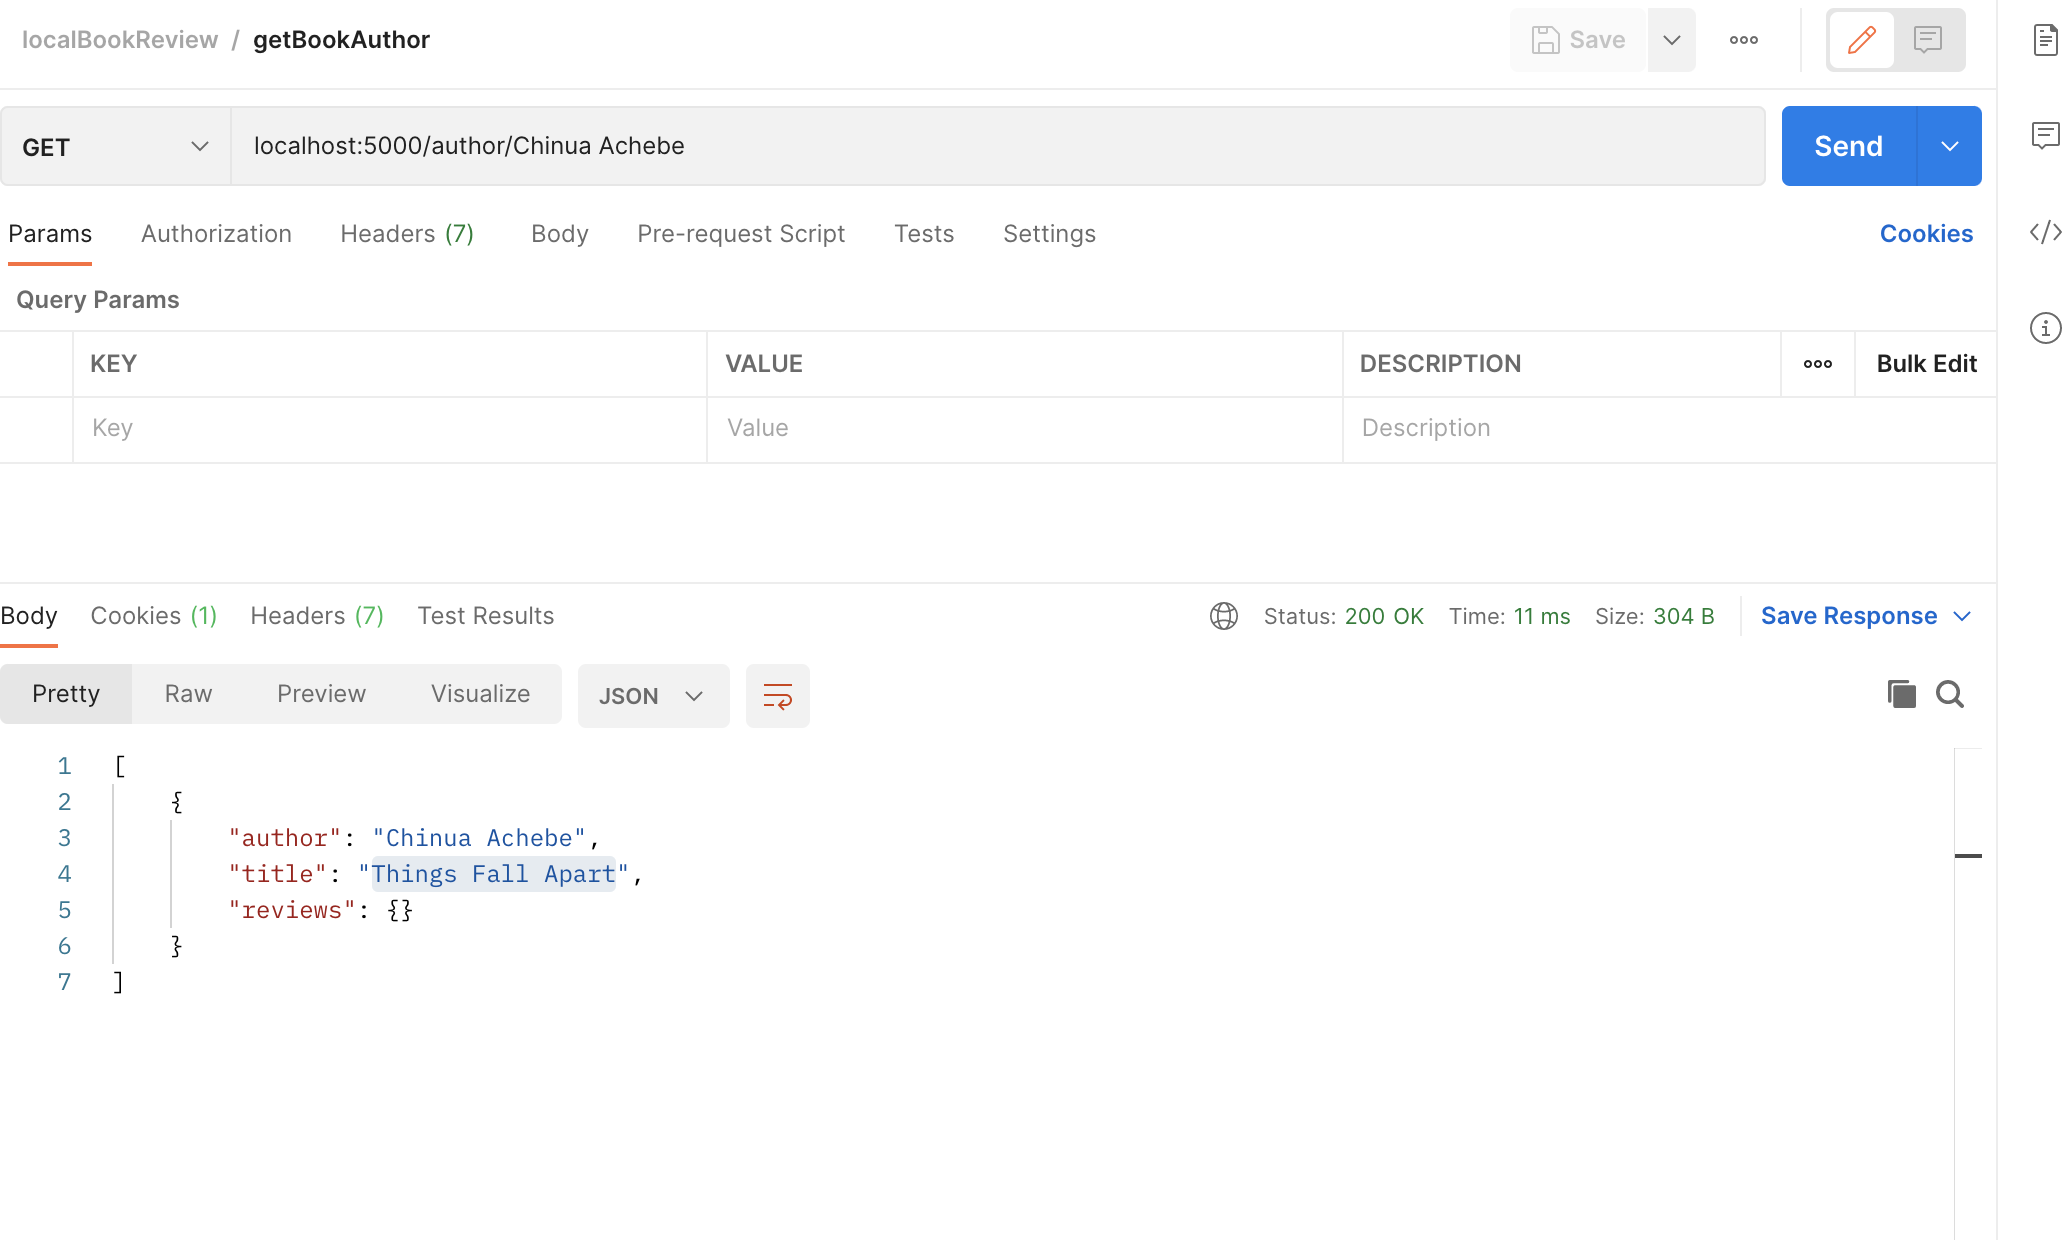 localBookReview / getBookAuthor
Save
GET localhost:5000/author/Chinua Achebe Send
Params Authorization Headers (7) Body Pre-request Script Tests Settings Cookies
Query Params
KEY VALUE DESCRIPTION Bulk Edit
Key Value Description
Body Cookies (1) Headers (7) Test Results Status: 200 OK Time: 11 ms Size: 304 B Save Response
Pretty Raw Preview Visualize JSON
1 [
2 {
3 "author": "Chinua Achebe",
4 "title": "Things Fall Apart",
5 "reviews": {}
6 }
7 ]